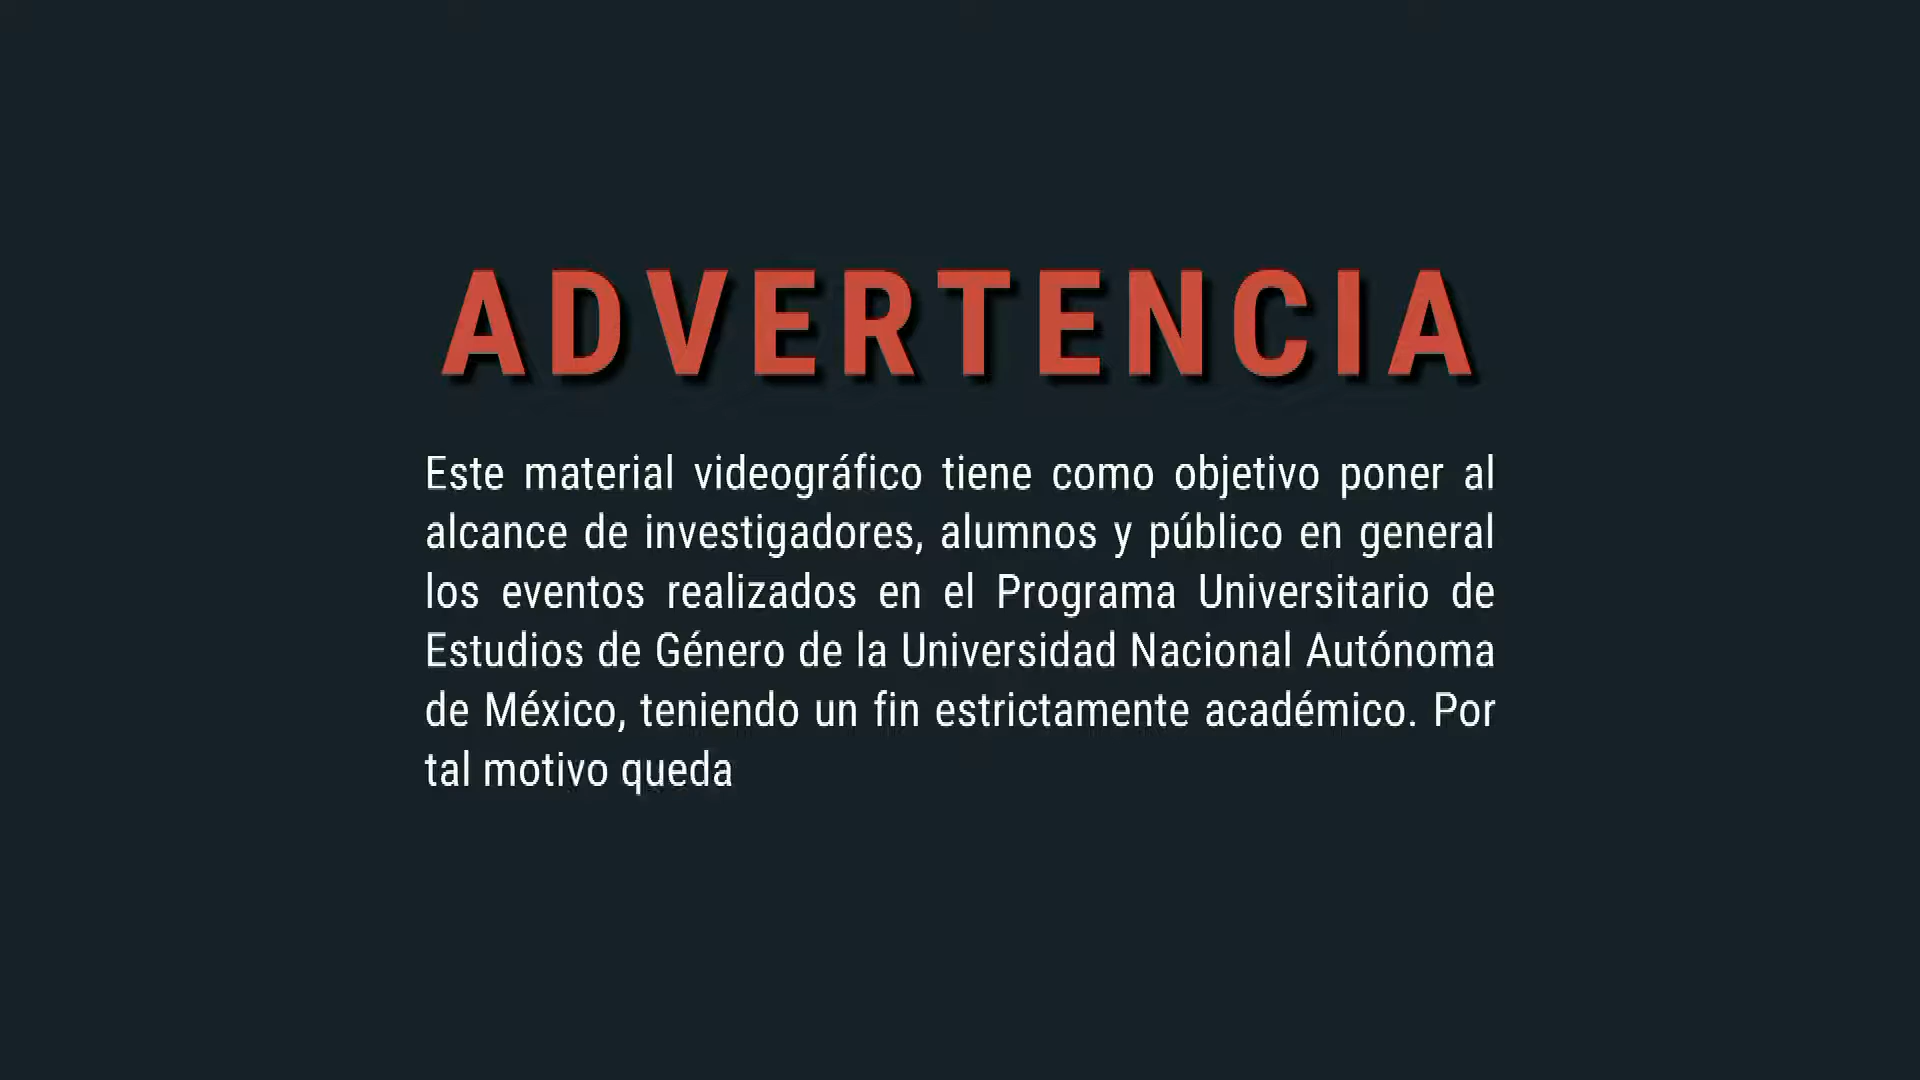 ADVERTENCIA
Este material videográfico tiene como objetivo poner al
alcance de investigadores, alumnos y público en general
los eventos realizados en el Programa Universitario de
Estudios de Género de la Universidad Nacional Autónoma
de México, teniendo un fin estrictamente académico. Por
tal motivo queda